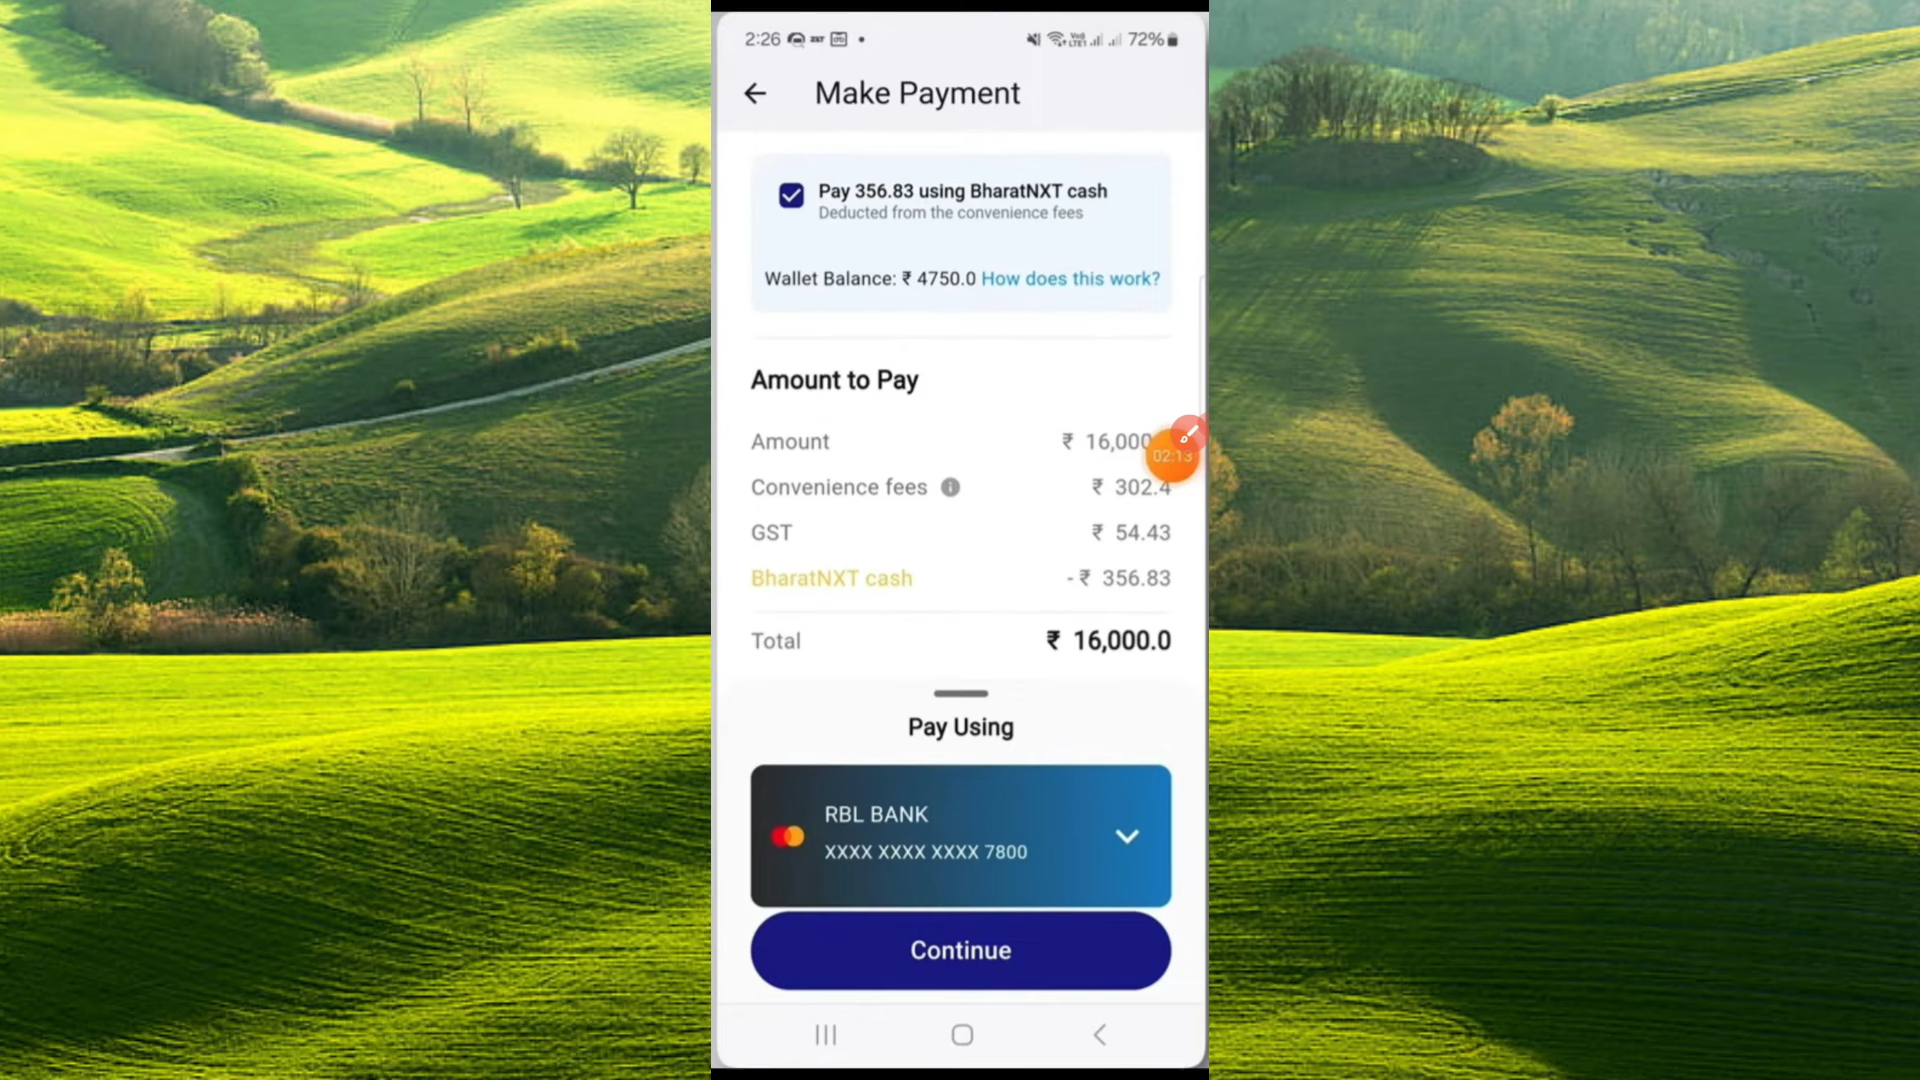 2:26
72%
Make Payment
Pay 356.83 using BharatNXT cash
Deducted from the convenience fees
Wallet Balance: ₹ 4750.0 How does this work?
Amount to Pay
Amount ₹ 16,000
02:13
Convenience fees ₹ 302.4
GST ₹ 54.43
BharatNXT cash -₹ 356.83
Total ₹ 16,000.0
Pay Using
RBL BANK
XXXX XXXX XXXX 7800
Continue